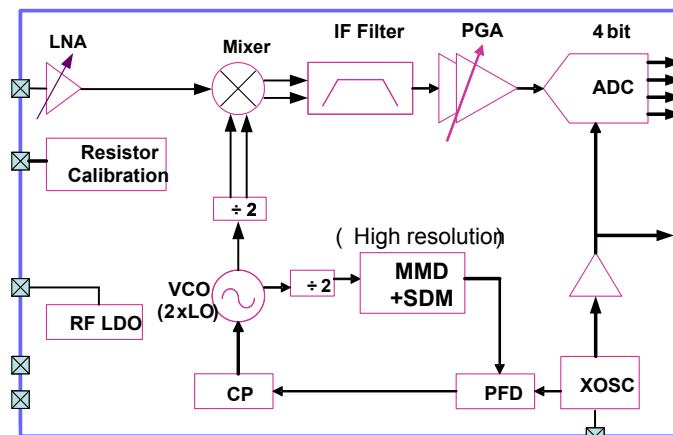 LNA
Mixer
IF Filter
PGA
4 bit
ADC
Resistor
Calibration
÷ 2
( High resolution)
VCO
(2xLO)
÷ 2
MMD
+SDM
RF LDO
CP
PFD
XOSC